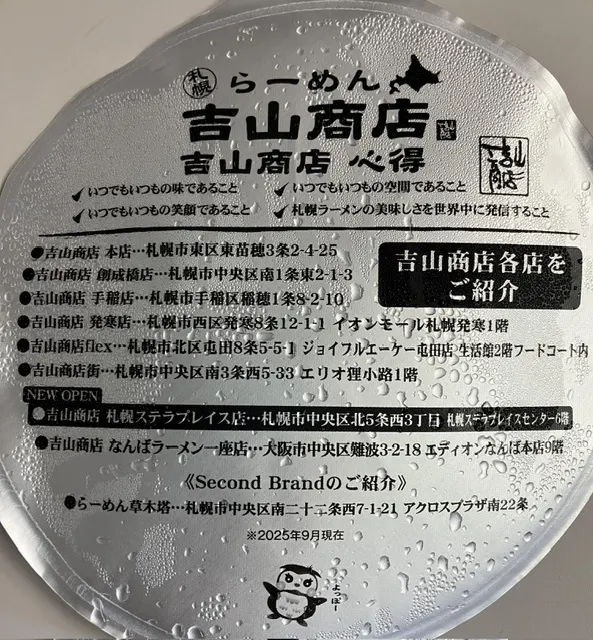 札幌 らーめん
吉山商店
吉山商店 心得
いつでもいつもの味であること いつでもいつもの空間であること
いつでもいつもの笑顔であること 札幌ラーメンの美味しさを世界中に発信すること
吉山商店各店を
ご紹介
●吉山商店 本店…札幌市東区東苗穂3条2-4-25
●吉山商店 創成橋店…札幌市中央区南1条東2-1-3
●吉山商店 手稲店…札幌市手稲区稲穂1条8-2-10
●吉山商店 発寒店…札幌市西区発寒8条12-1-1 イオンモール札幌発寒1階
●吉山商店flex…札幌市北区屯田8条5-5-1 ジョイフルエーケー屯田店 生活館2階フードコート内
●吉山商店街…札幌市中央区南3条西5-33 エリオ狸小路1階
NEW OPEN
●吉山商店 札幌ステラプレイス店…札幌市中央区北5条西3丁目 札幌ステラプレイスセンター6階
●吉山商店 なんばラーメン一座店…大阪市中央区難波3-2-18 エディオンなんば本店9階
《Second Brandのご紹介》
●らーめん草木塔…札幌市中央区南二十二条西7-1-21 アクロスプラザ南22条
※2025年9月現在
よっぽー